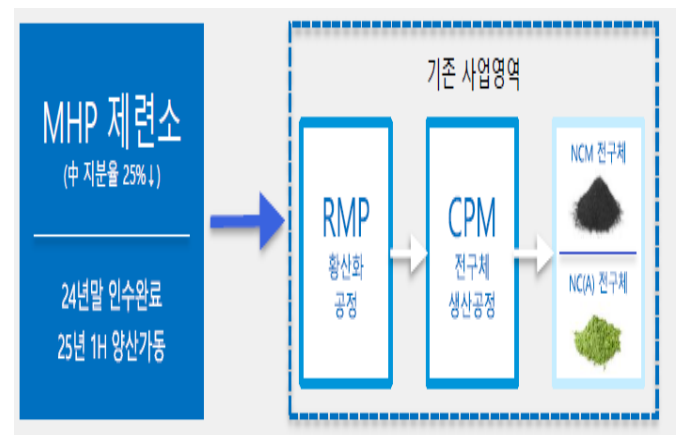 MHP 제련소
(中 지분율 25%↓)
24년말 인수완료
25년 1H 양산가동
기존 사업영역
RMP
황산화
공정
CPM
전구체
생산공정
NCM 전구체
NC(A) 전구체